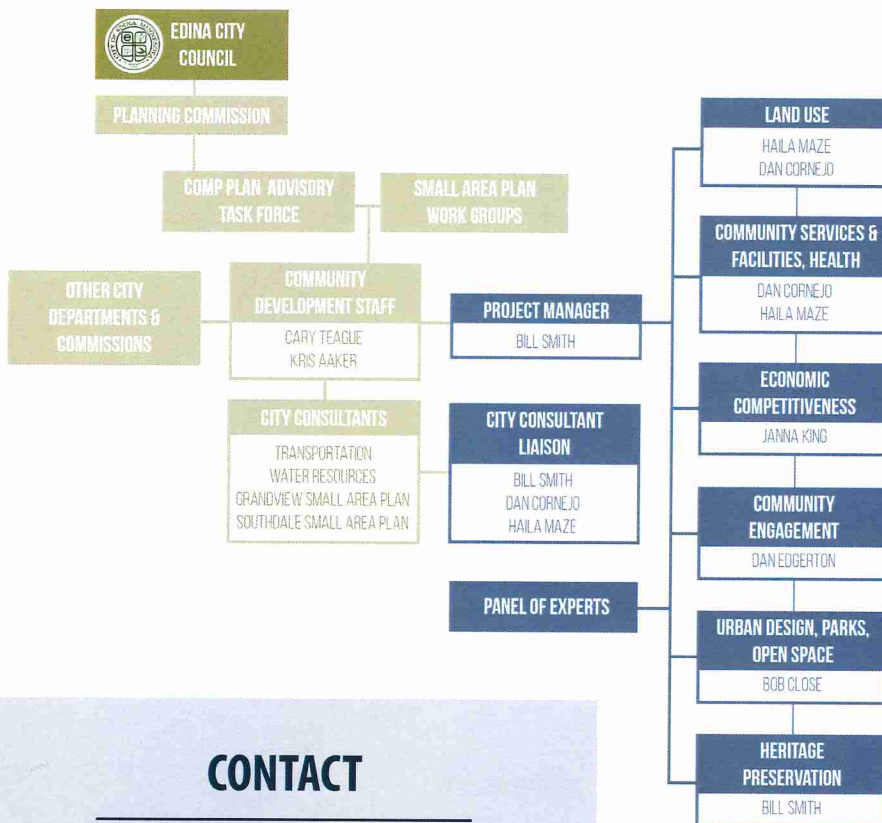 EDINA CITY
COUNCIL
PLANNING COMMISSION
COMP PLAN ADVISORY
TASK FORCE
SMALL AREA PLAN
WORK GROUPS
OTHER CITY
DEPARTMENTS &
COMMISSIONS
COMMUNITY
DEVELOPMENT STAFF
CARY TEAGUE
KRIS AAKER
PROJECT MANAGER
BILL SMITH
CITY CONSULTANTS
TRANSPORTATION
WATER RESOURCES
GRANDVIEW SMALL AREA PLAN
SOUTHDALE SMALL AREA PLAN
CITY CONSULTANT
LIAISON
BILL SMITH
DAN CORNEJO
HAILA MAZE
PANEL OF EXPERTS
LAND USE
HAILA MAZE
DAN CORNEJO
COMMUNITY SERVICES &
FACILITIES, HEALTH
DAN CORNEJO
HAILA MAZE
ECONOMIC
COMPETITIVENESS
JANNA KING
COMMUNITY
ENGAGEMENT
DAN EDGERTON
URBAN DESIGN, PARKS,
OPEN SPACE
BOB CLOSE
HERITAGE
PRESERVATION
BILL SMITH
CONTACT